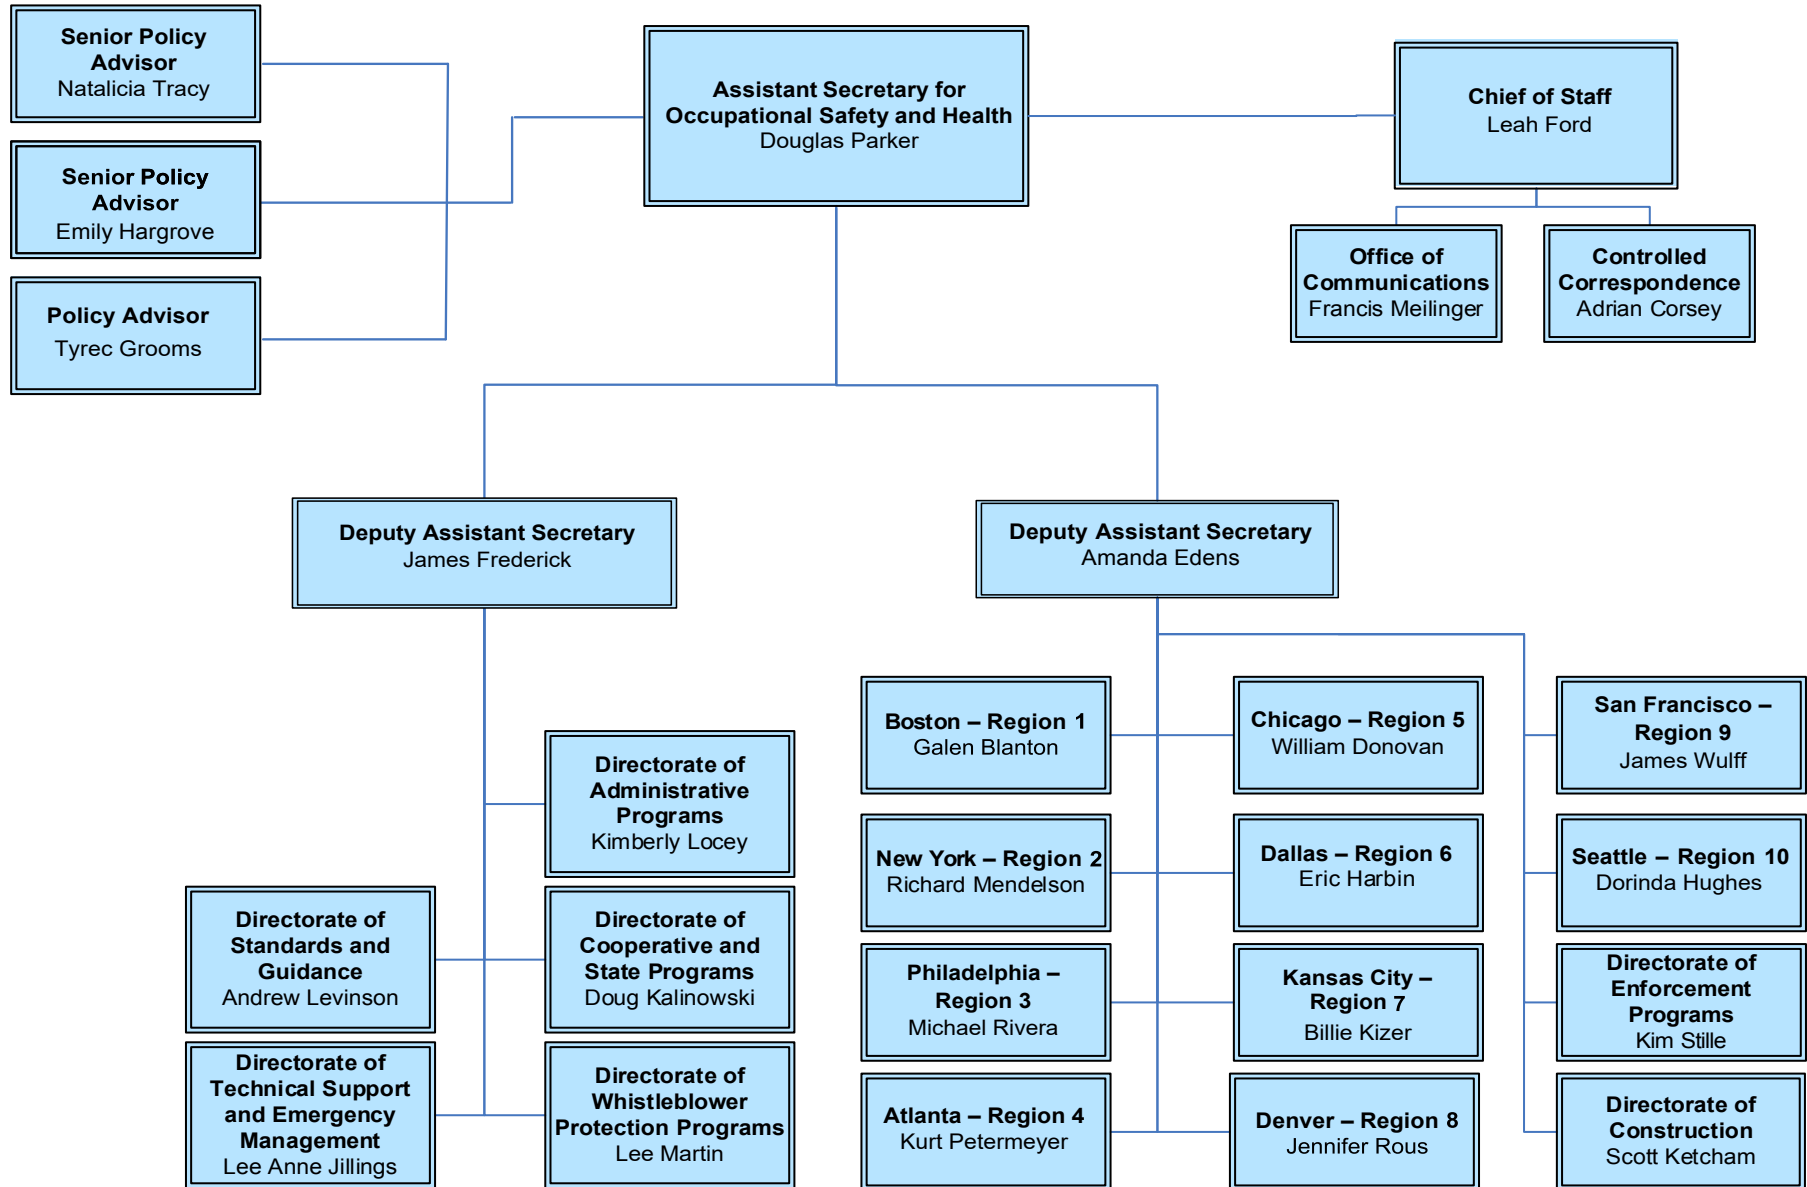 Senior Policy
Advisor
Natalicia Tracy
Assistant Secretary for
Occupational Safety and Health
Douglas Parker
Chief of Staff
Leah Ford
Senior Policy
Advisor
Emily Hargrove
Office of
Communications
Francis Meilinger
Controlled
Correspondence
Adrian Corsey
Policy Advisor
Tyrec Grooms
Deputy Assistant Secretary
James Frederick
Deputy Assistant Secretary
Amanda Edens
Directorate of
Administrative
Programs
Kimberly Locey
Directorate of
Standards and
Guidance
Andrew Levinson
Directorate of
Cooperative and
State Programs
Doug Kalinowski
Directorate of
Technical Support
and Emergency
Management
Lee Anne Jillings
Directorate of
Whistleblower
Protection Programs
Lee Martin
Boston – Region 1
Galen Blanton
Chicago – Region 5
William Donovan
San Francisco –
Region 9
James Wulff
New York – Region 2
Richard Mendelson
Dallas – Region 6
Eric Harbin
Seattle – Region 10
Dorinda Hughes
Philadelphia –
Region 3
Michael Rivera
Kansas City –
Region 7
Billie Kizer
Directorate of
Enforcement
Programs
Kim Stille
Atlanta – Region 4
Kurt Petermeyer
Denver – Region 8
Jennifer Rous
Directorate of
Construction
Scott Ketcham